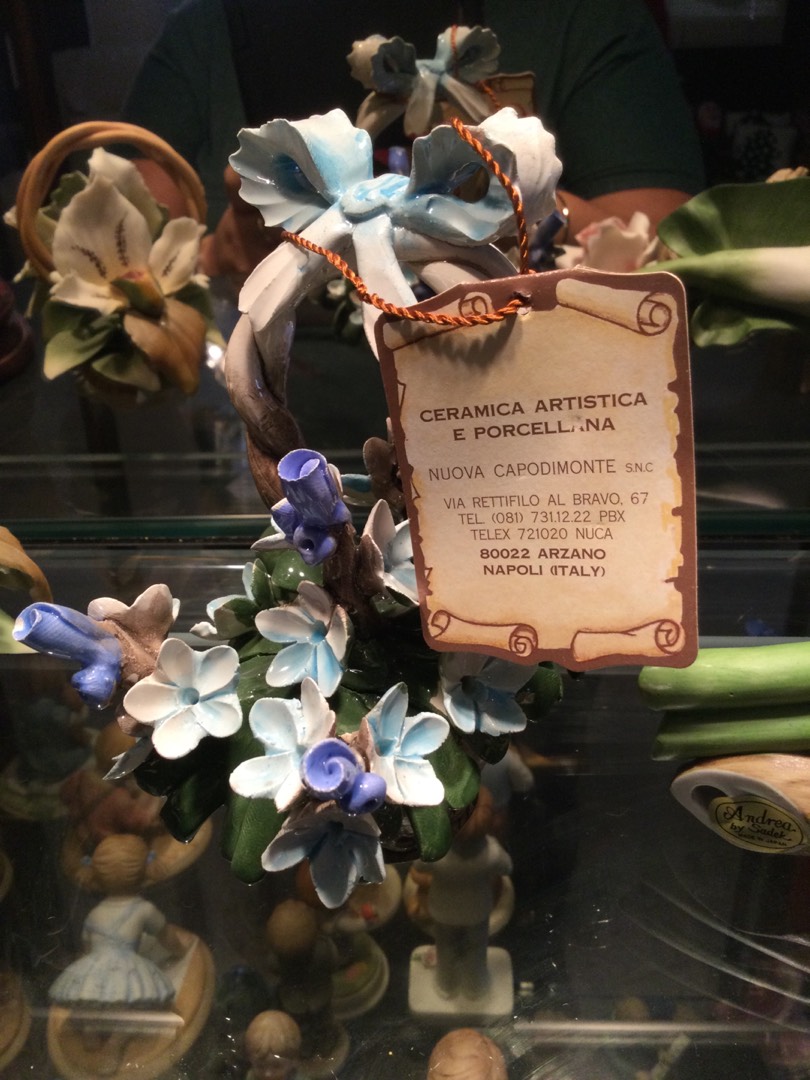 CERAMICA ARTISTICA
E PORCELLANA
NUOVA CAPODIMONTE S.N.C
VIA RETTIFILO AL BRAVO, 67
TEL. (081) 731.12.22 PBX
TELEX 721020 NUCA
80022 ARZANO
NAPOLI (ITALY)
Andrea
by Sadek